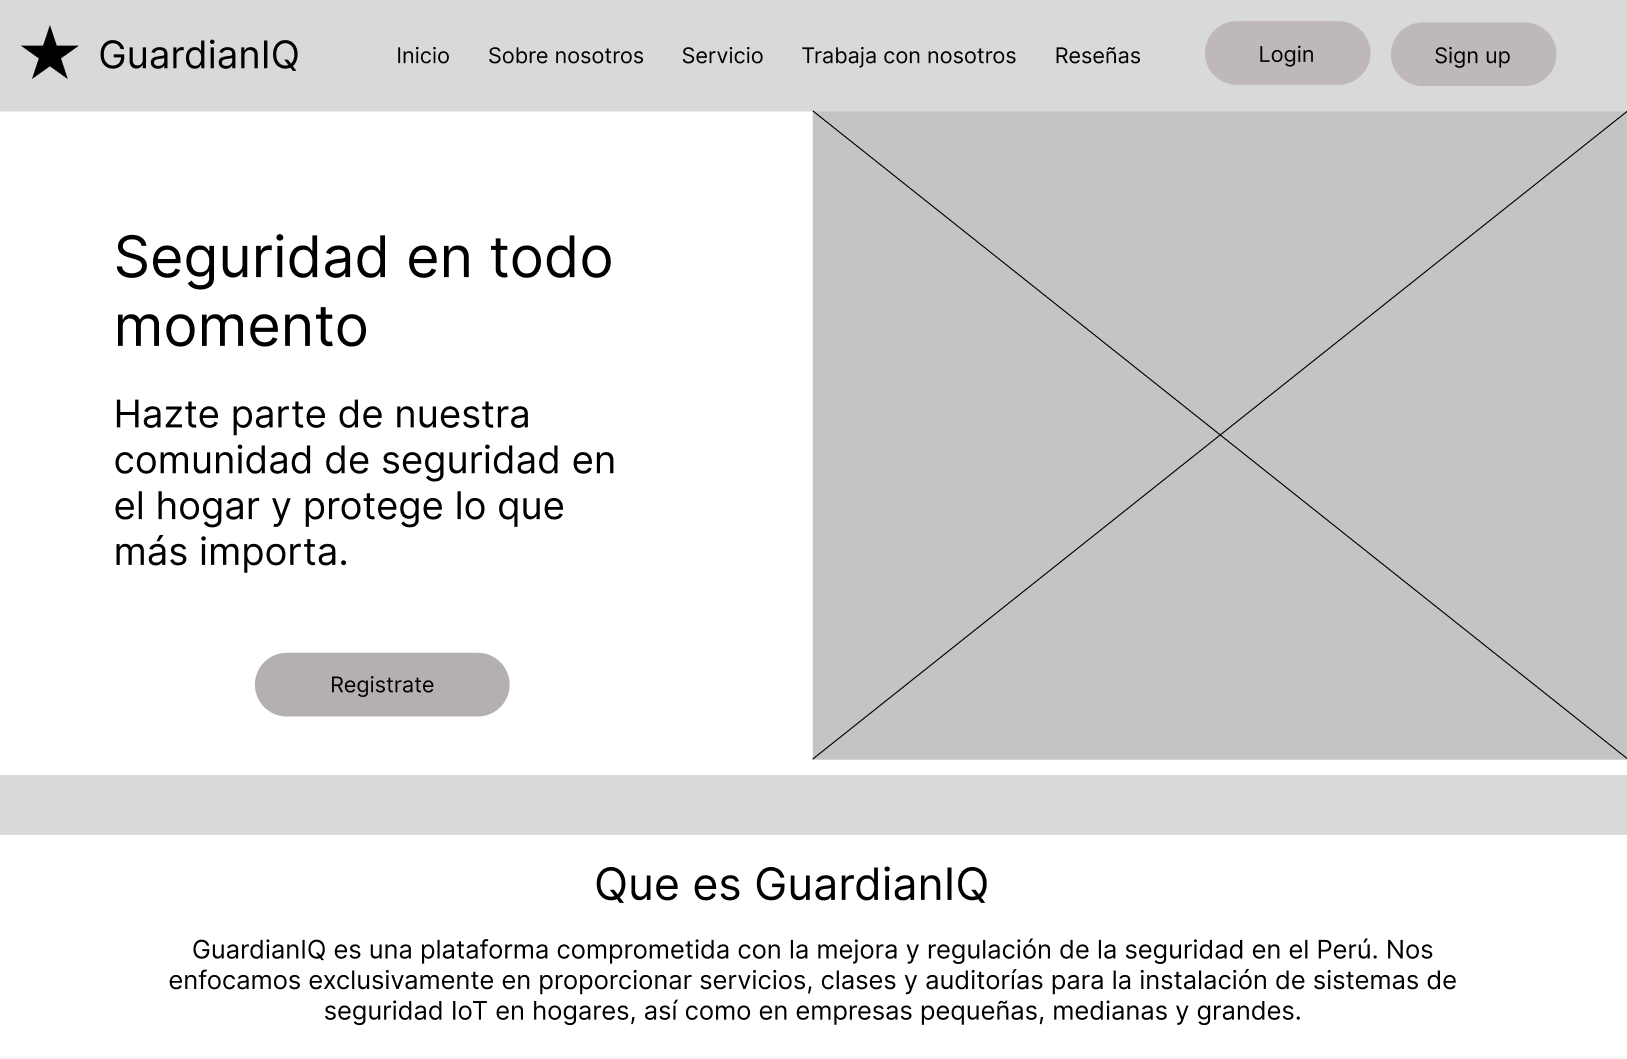 GuardianIQ
Inicio
Sobre nosotros
Servicio
Trabaja con nosotros
Reseñas
Login
Sign up
Seguridad en todo
momento
Hazte parte de nuestra
comunidad de seguridad en
el hogar y protege lo que
más importa.
Registrate
Que es GuardianIQ
GuardianIQ es una plataforma comprometida con la mejora y regulación de la seguridad en el Perú. Nos
enfocamos exclusivamente en proporcionar servicios, clases y auditorías para la instalación de sistemas de
seguridad IoT en hogares, así como en empresas pequeñas, medianas y grandes.